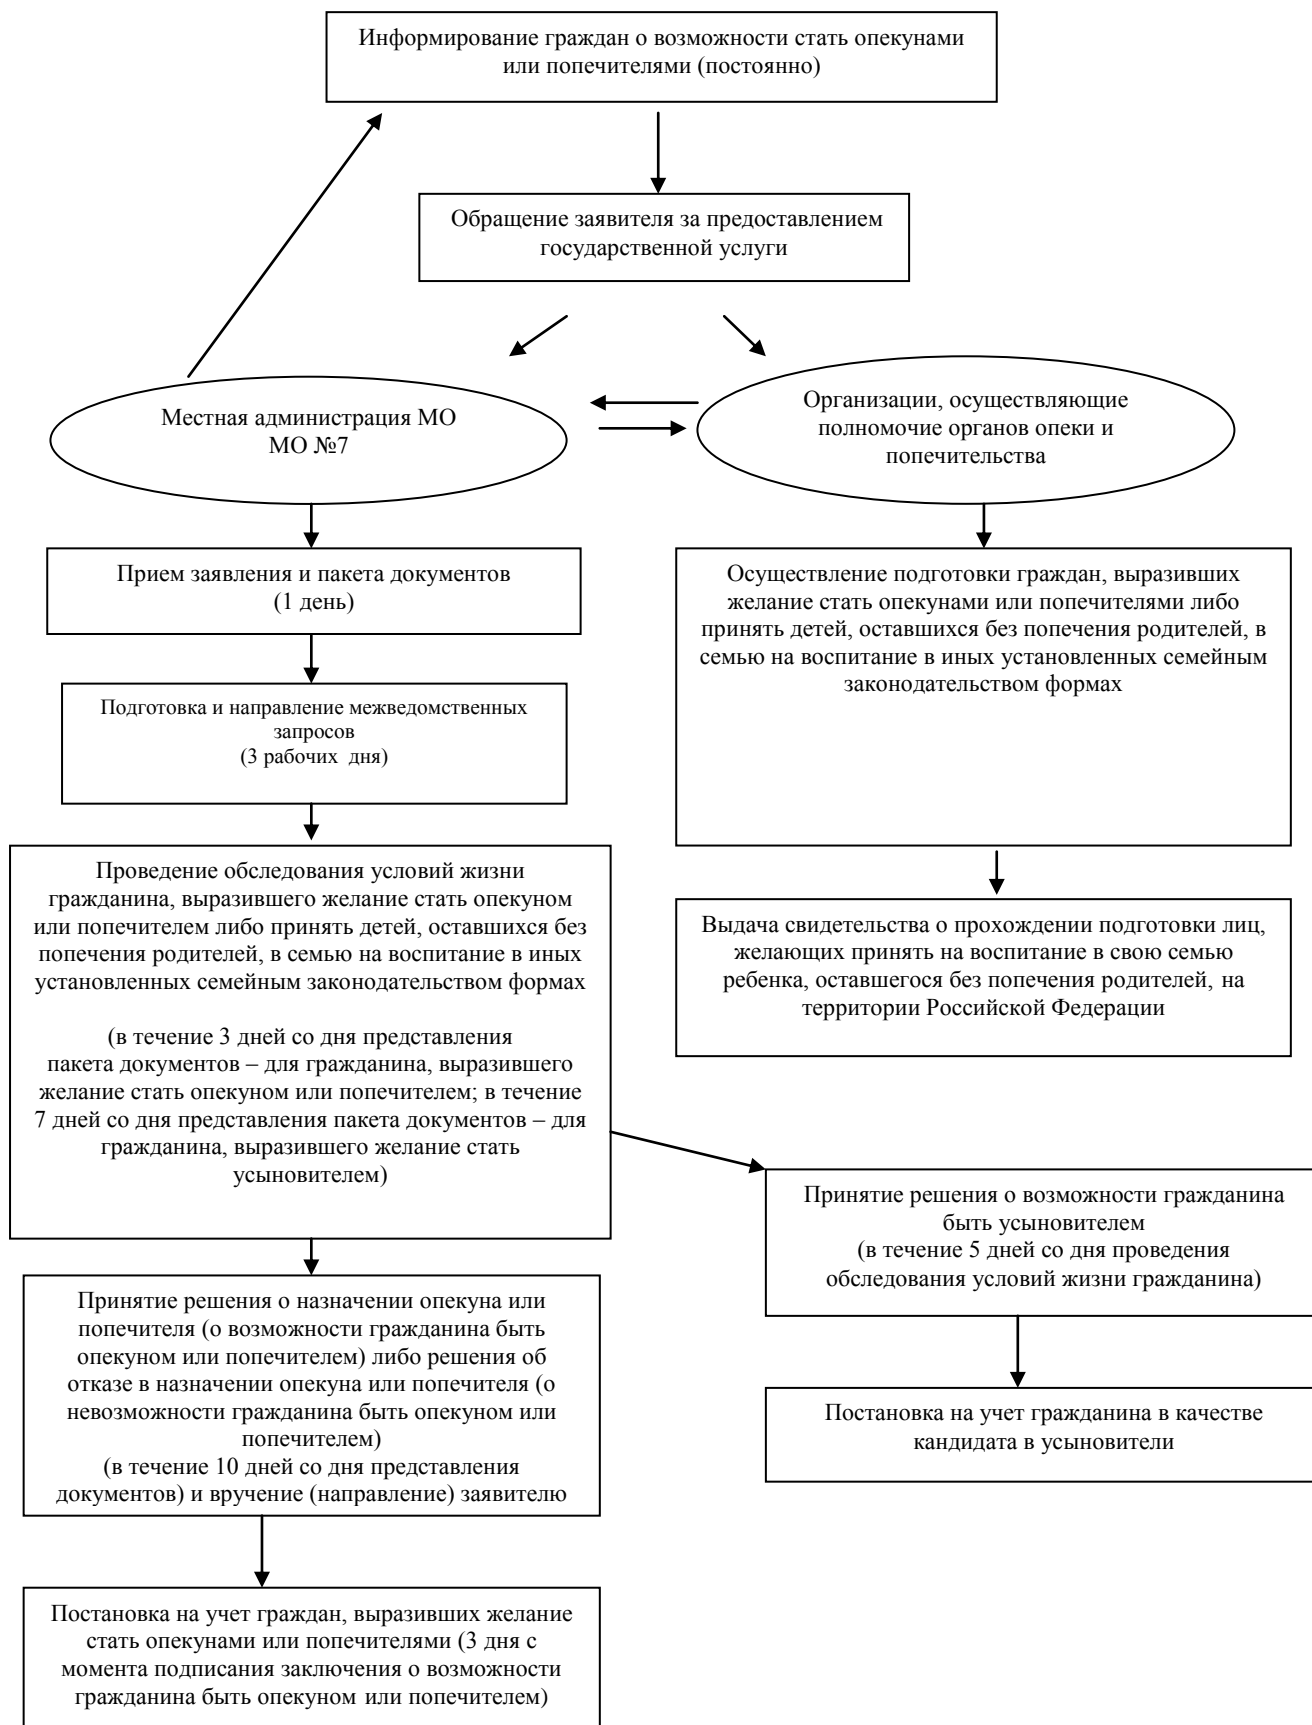 Информирование граждан о возможности стать опекунами
или попечителями (постоянно)
Обращение заявителя за предоставлением
государственной услуги
Местная администрация МО
МО №7
Организации, осуществляющие
полномочие органов опеки и
попечительства
Прием заявления и пакета документов
(1 день)
Осуществление подготовки граждан, выразивших
желание стать опекунами или попечителями либо
принять детей, оставшихся без попечения родителей, в
семью на воспитание в иных установленных семейным
законодательством формах
Подготовка и направление межведомственных
запросов
(3 рабочих дня)
Проведение обследования условий жизни
гражданина, выразившего желание стать опекуном
или попечителем либо принять детей, оставшихся без
попечения родителей, в семью на воспитание в иных
установленных семейным законодательством формах
(в течение 3 дней со дня представления
пакета документов – для гражданина, выразившего
желание стать опекуном или попечителем; в течение
7 дней со дня представления пакета документов – для
гражданина, выразившего желание стать
усыновителем)
Выдача свидетельства о прохождении подготовки лиц,
желающих принять на воспитание в свою семью
ребенка, оставшегося без попечения родителей, на
территории Российской Федерации
Принятие решения о возможности гражданина
быть усыновителем
(в течение 5 дней со дня проведения
обследования условий жизни гражданина)
Принятие решения о назначении опекуна или
попечителя (о возможности гражданина быть
опекуном или попечителем) либо решения об
отказе в назначении опекуна или попечителя (о
невозможности гражданина быть опекуном или
попечителем)
(в течение 10 дней со дня представления
документов) и вручение (направление) заявителю
Постановка на учет гражданина в качестве
кандидата в усыновители
Постановка на учет граждан, выразивших желание
стать опекунами или попечителями (3 дня с
момента подписания заключения о возможности
гражданина быть опекуном или попечителем)